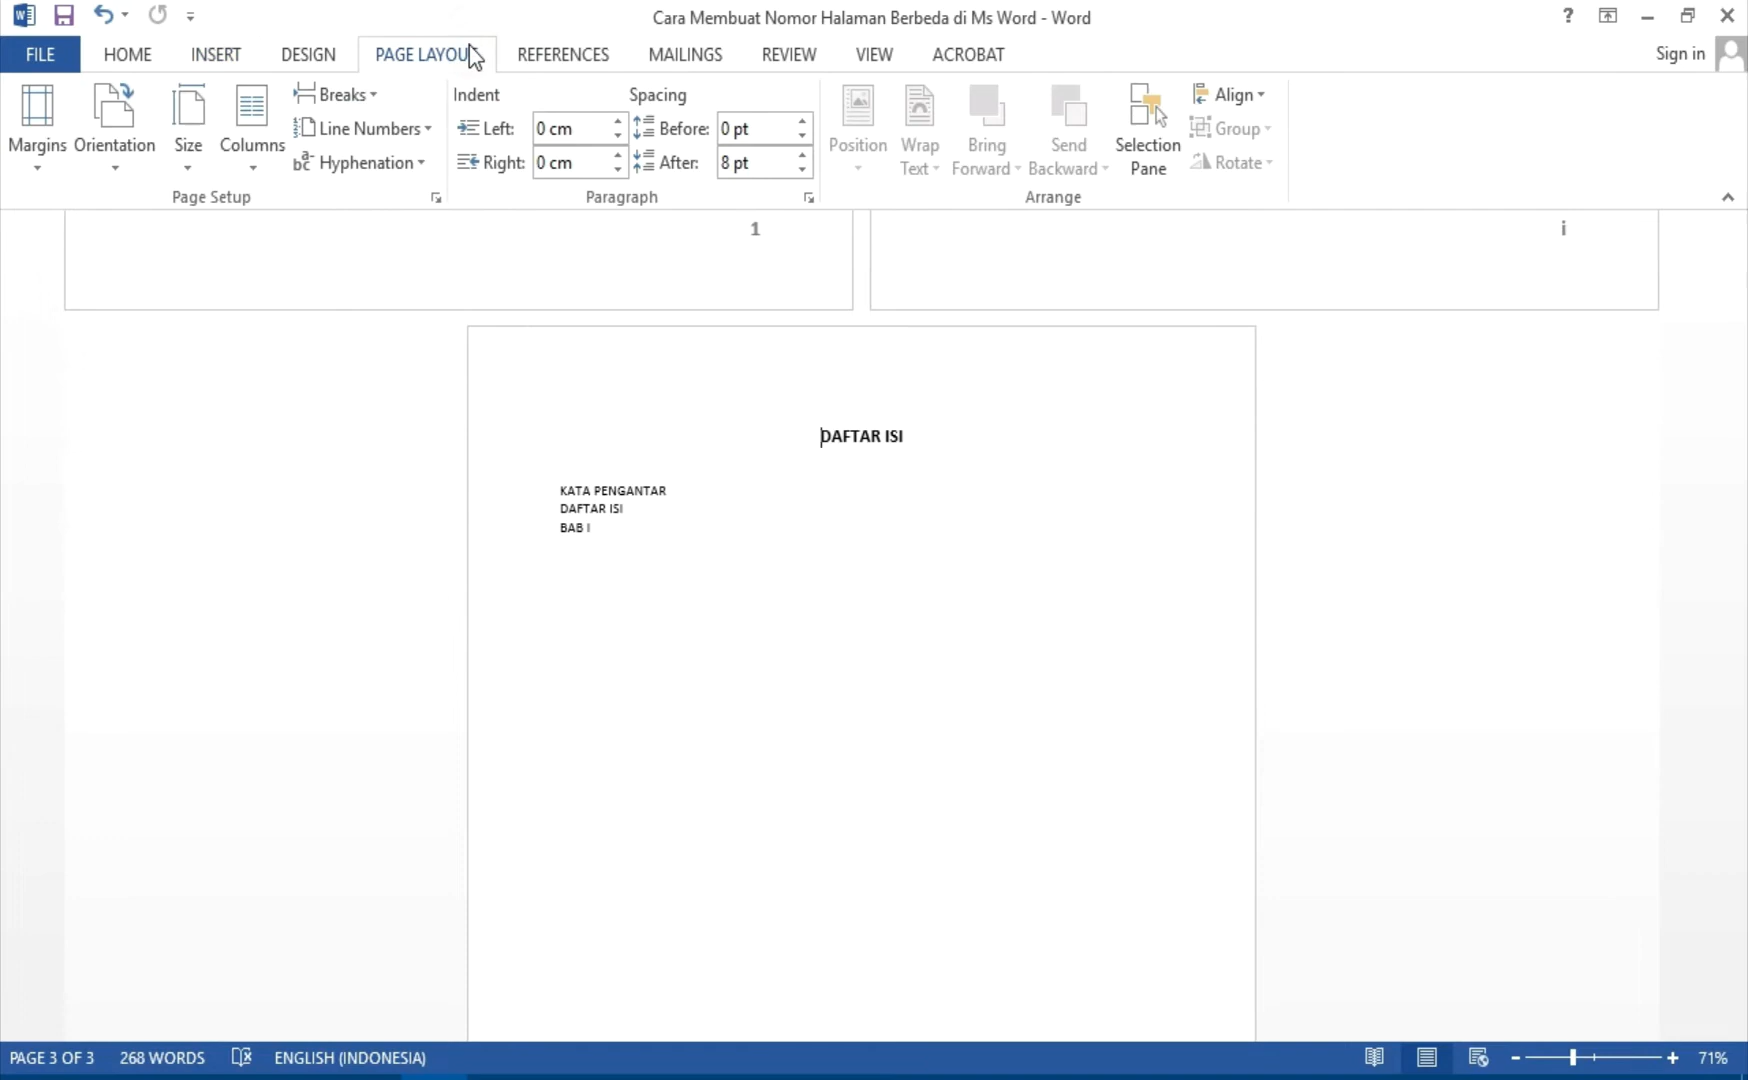 Cara Membuat Nomor Halaman Berbeda di Ms Word - Word
?
FILE HOME INSERT DESIGN PAGE LAYOUT REFERENCES MAILINGS REVIEW VIEW ACROBAT Sign in
Margins Orientation Size Columns
Breaks
Line Numbers
Hyphenation
Page Setup
Indent Spacing
Left: 0 cm Before: 0 pt
Right: 0 cm After: 8 pt
Paragraph
Position
Wrap Text
Bring Forward
Send Backward
Selection Pane
Align
Group
Rotate
Arrange
1
i
DAFTAR ISI
KATA PENGANTAR
DAFTAR ISI
BAB I
PAGE 3 OF 3 268 WORDS ENGLISH (INDONESIA) 71%